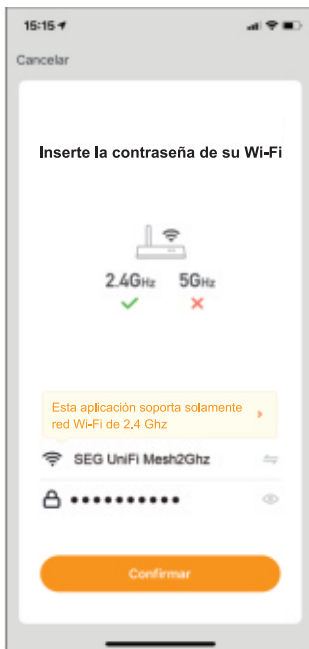 15:15
Cancelar
Inserte la contraseña de su Wi-Fi
2.4GHz 5GHz
Esta aplicación soporta solamente
red Wi-Fi de 2.4 Ghz
SEG UniFi Mesh2Ghz
••••••••••
Confirmar